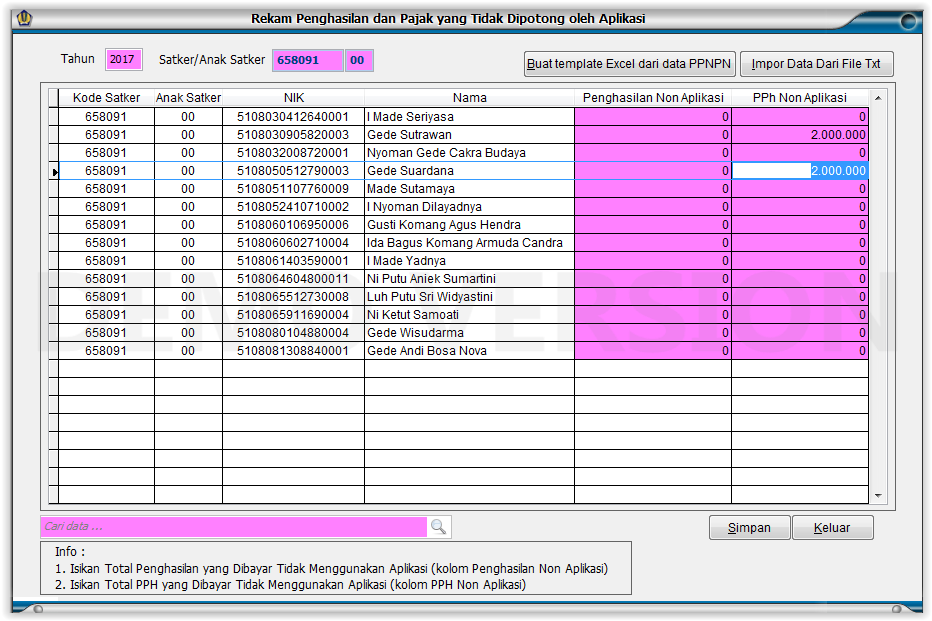 Rekam Penghasilan dan Pajak yang Tidak Dipotong oleh Aplikasi
Tahun 2017 Satker/Anak Satker 658091 00 Buat template Excel dari data PPNPN Impor Data Dari File Txt
Kode Satker Anak Satker NIK Nama Penghasilan Non Aplikasi PPh Non Aplikasi
658091 00 5108030412640001 I Made Seriyasa 0 0
658091 00 5108030905820003 Gede Sutrawan 0 2.000.000
658091 00 5108032008720001 Nyoman Gede Cakra Budaya 0 0
658091 00 5108050512790003 Gede Suardana 0 2.000.000
658091 00 5108051107760009 Made Sutamaya 0 0
658091 00 5108052410710002 I Nyoman Dilayadnya 0 0
658091 00 5108060106950006 Gusti Komang Agus Hendra 0 0
658091 00 5108060602710004 Ida Bagus Komang Armuda Candra 0 0
658091 00 5108061403590001 I Made Yadnya 0 0
658091 00 5108064604800011 Ni Putu Aniek Sumartini 0 0
658091 00 5108065512730008 Luh Putu Sri Widyastini 0 0
658091 00 5108065911690004 Ni Ketut Samoati 0 0
658091 00 5108080104880004 Gede Wisudarma 0 0
658091 00 5108081308840001 Gede Andi Bosa Nova 0 0
DEMO VERSION
Cari data ... Simpan Keluar
Info :
1. Isikan Total Penghasilan yang Dibayar Tidak Menggunakan Aplikasi (kolom Penghasilan Non Aplikasi)
2. Isikan Total PPH yang Dibayar Tidak Menggunakan Aplikasi (kolom PPH Non Aplikasi)